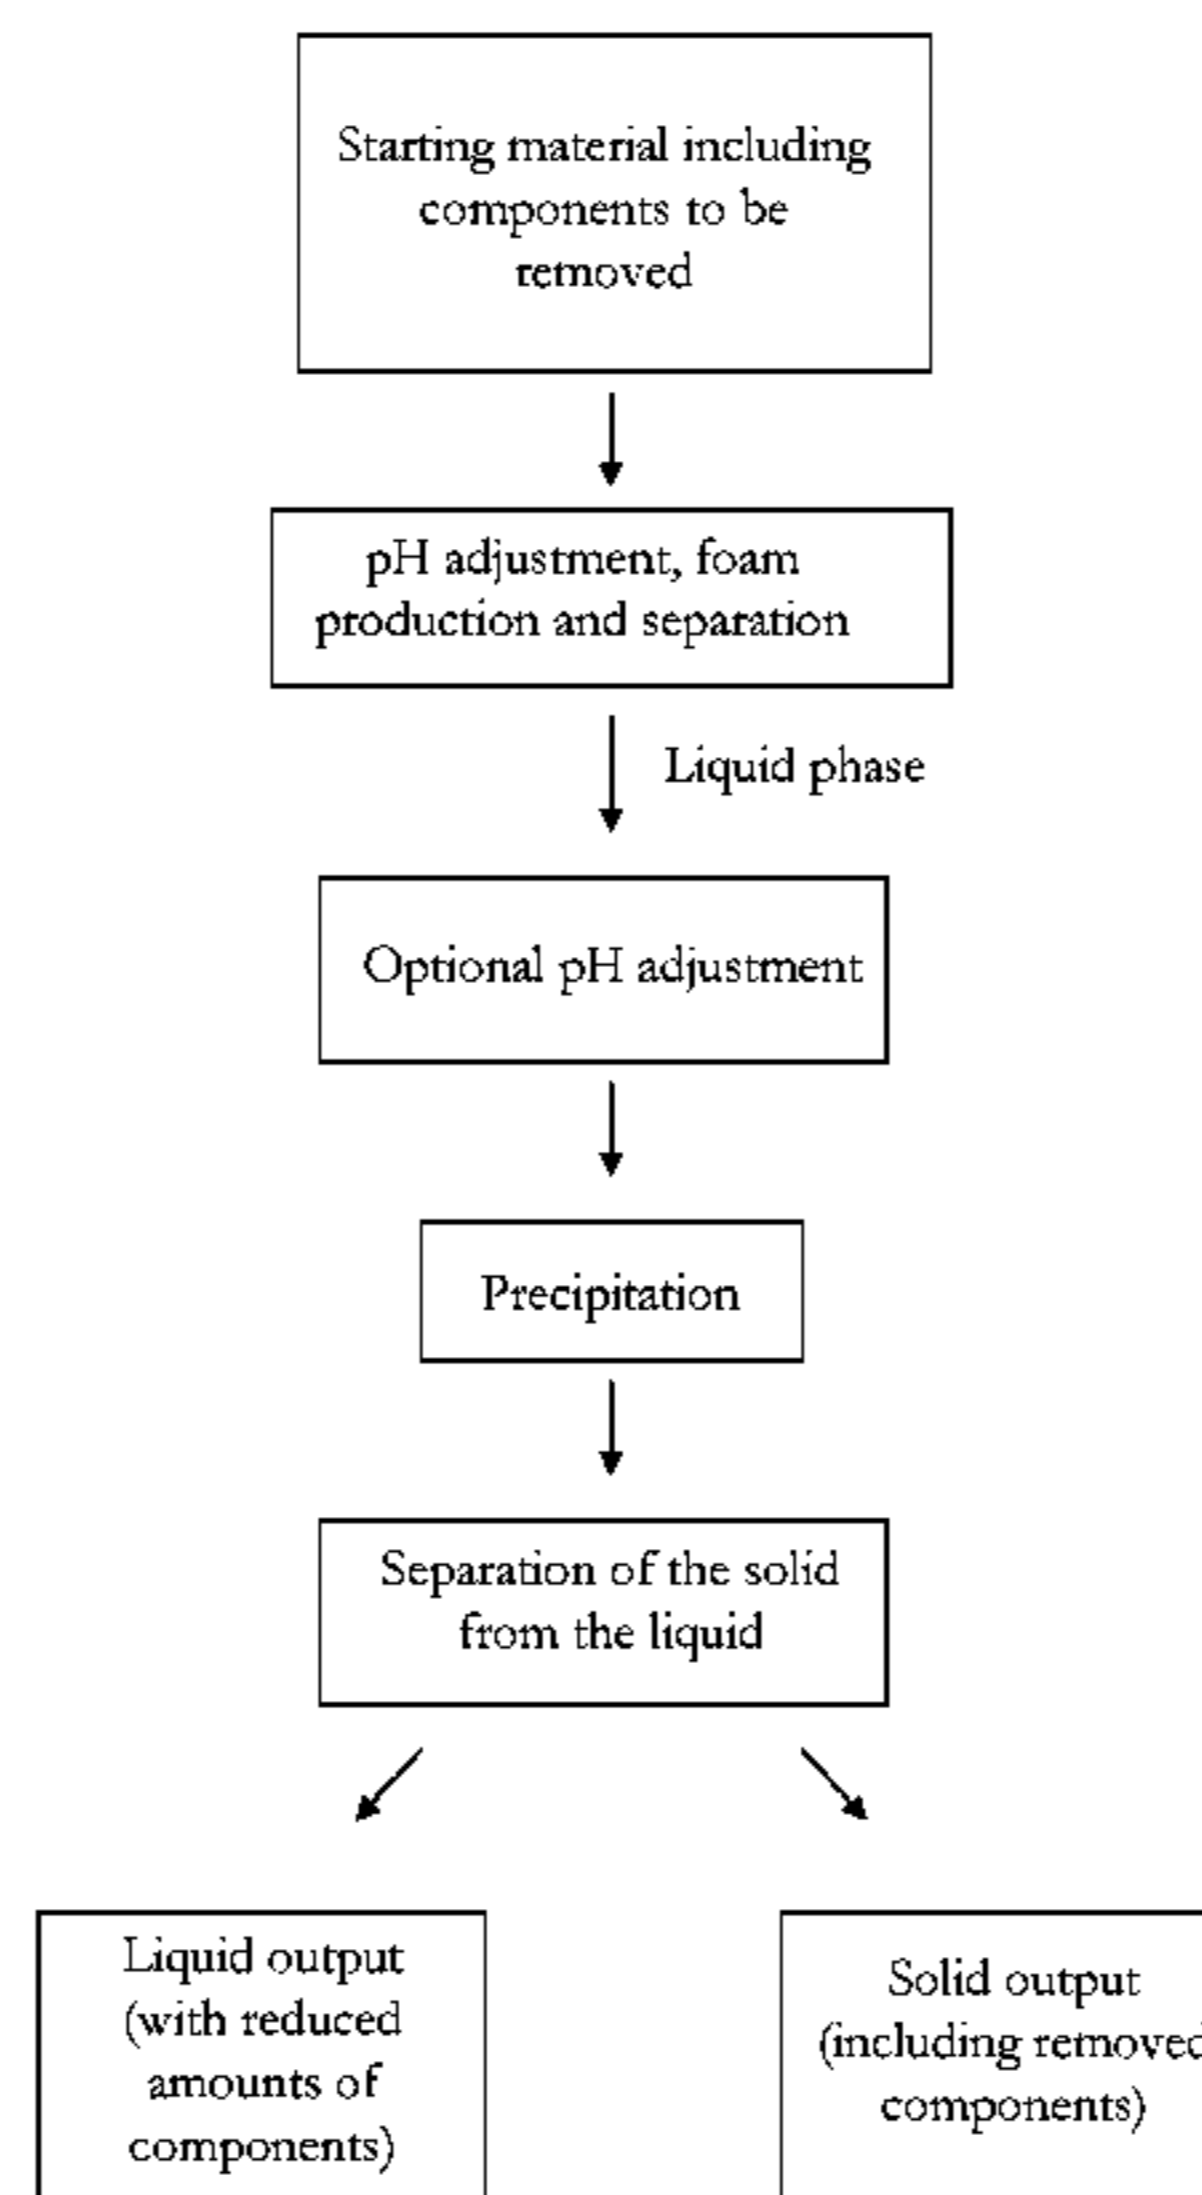 Starting material including
components to be
removed
pH adjustment, foam
production and separation
Liquid phase
Optional pH adjustment
Precipitation
Separation of the solid
from the liquid
Liquid output
(with reduced
amounts of
components)
Solid output
(including removed
components)